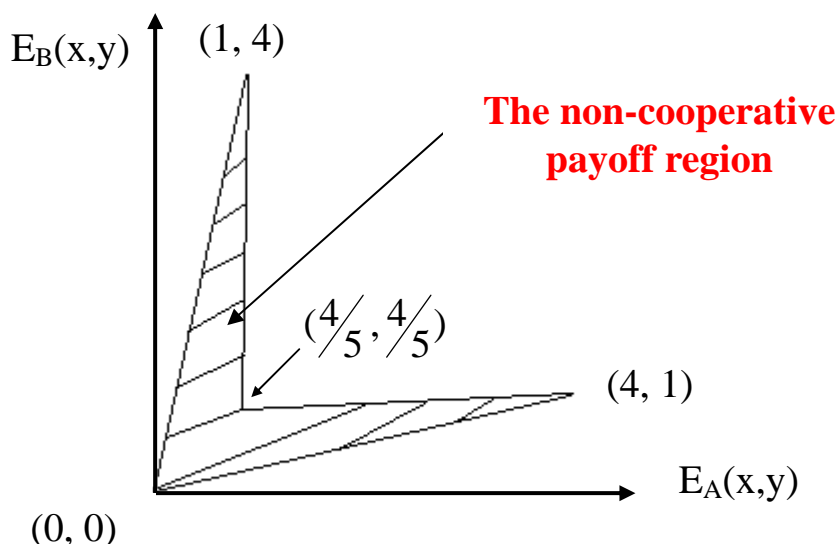 E_B(x,y)
(1, 4)
The non-cooperative
payoff region
(4/5, 4/5)
(4, 1)
E_A(x,y)
(0, 0)